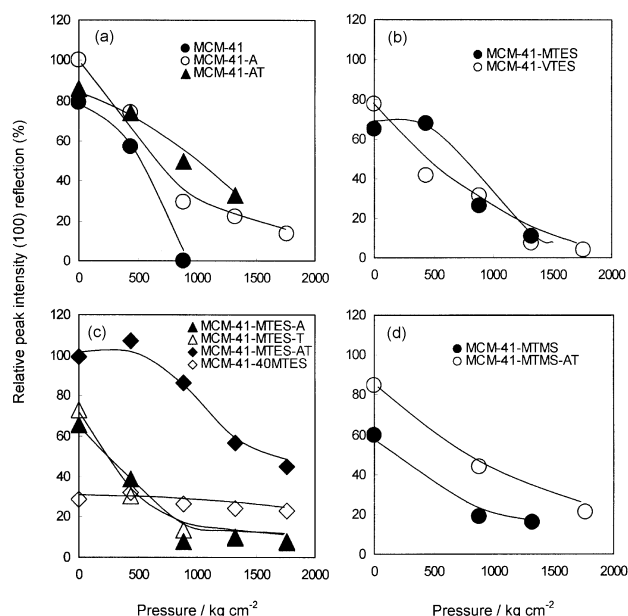 Relative peak intensity (100) reflection (%)
(a)
MCM-41
MCM-41-A
MCM-41-AT
120
100
80
60
40
20
0
0 500 1000 1500 2000
(b)
MCM-41-MTES
MCM-41-VTES
120
100
80
60
40
20
0
0 500 1000 1500 2000
(c)
MCM-41-MTES-A
MCM-41-MTES-T
MCM-41-MTES-AT
MCM-41-40MTES
120
100
80
60
40
20
0
0 500 1000 1500 2000
Pressure / kg cm-2
(d)
MCM-41-MTMS
MCM-41-MTMS-AT
120
100
80
60
40
20
0
0 500 1000 1500 2000
Pressure / kg cm-2